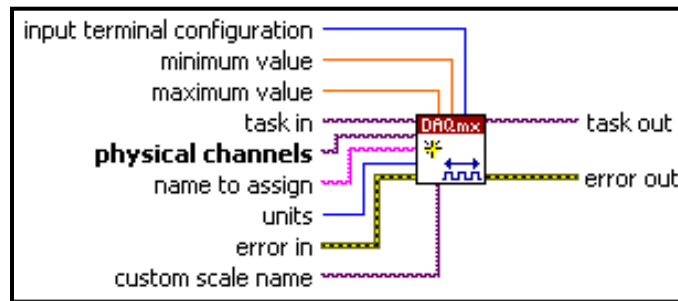 input terminal configuration
minimum value
maximum value
task in
physical channels
name to assign
units
error in
custom scale name
DAQmx
task out
error out